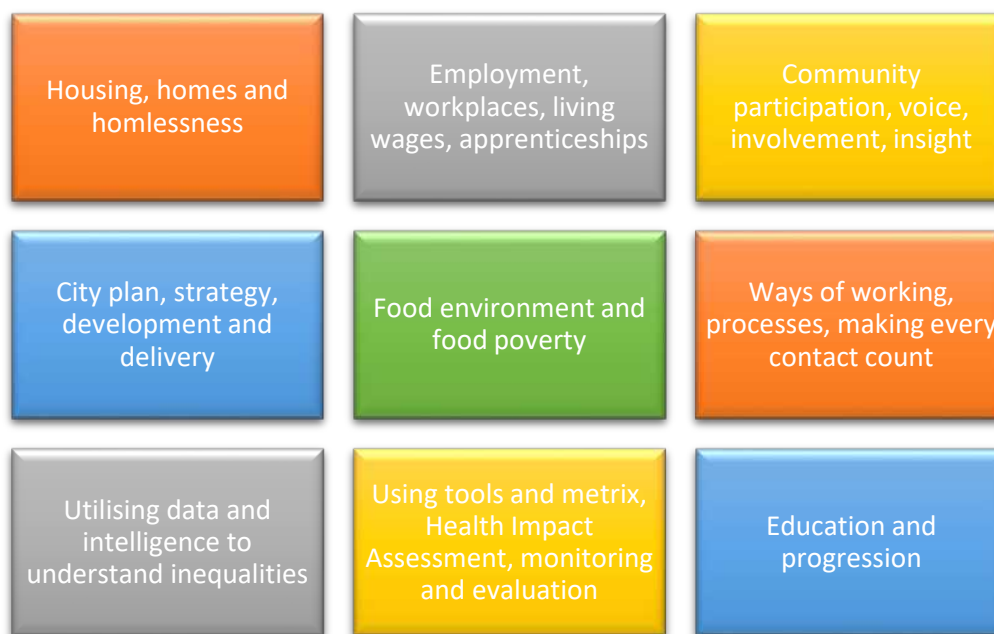 Housing, homes and
homlessness
Employment,
workplaces, living
wages, apprenticeships
Community
participation, voice,
involvement, insight
City plan, strategy,
development and
delivery
Food environment and
food poverty
Ways of working,
processes, making every
contact count
Utilising data and
intelligence to
understand inequalities
Using tools and metrix,
Health Impact
Assessment, monitoring
and evaluation
Education and
progression